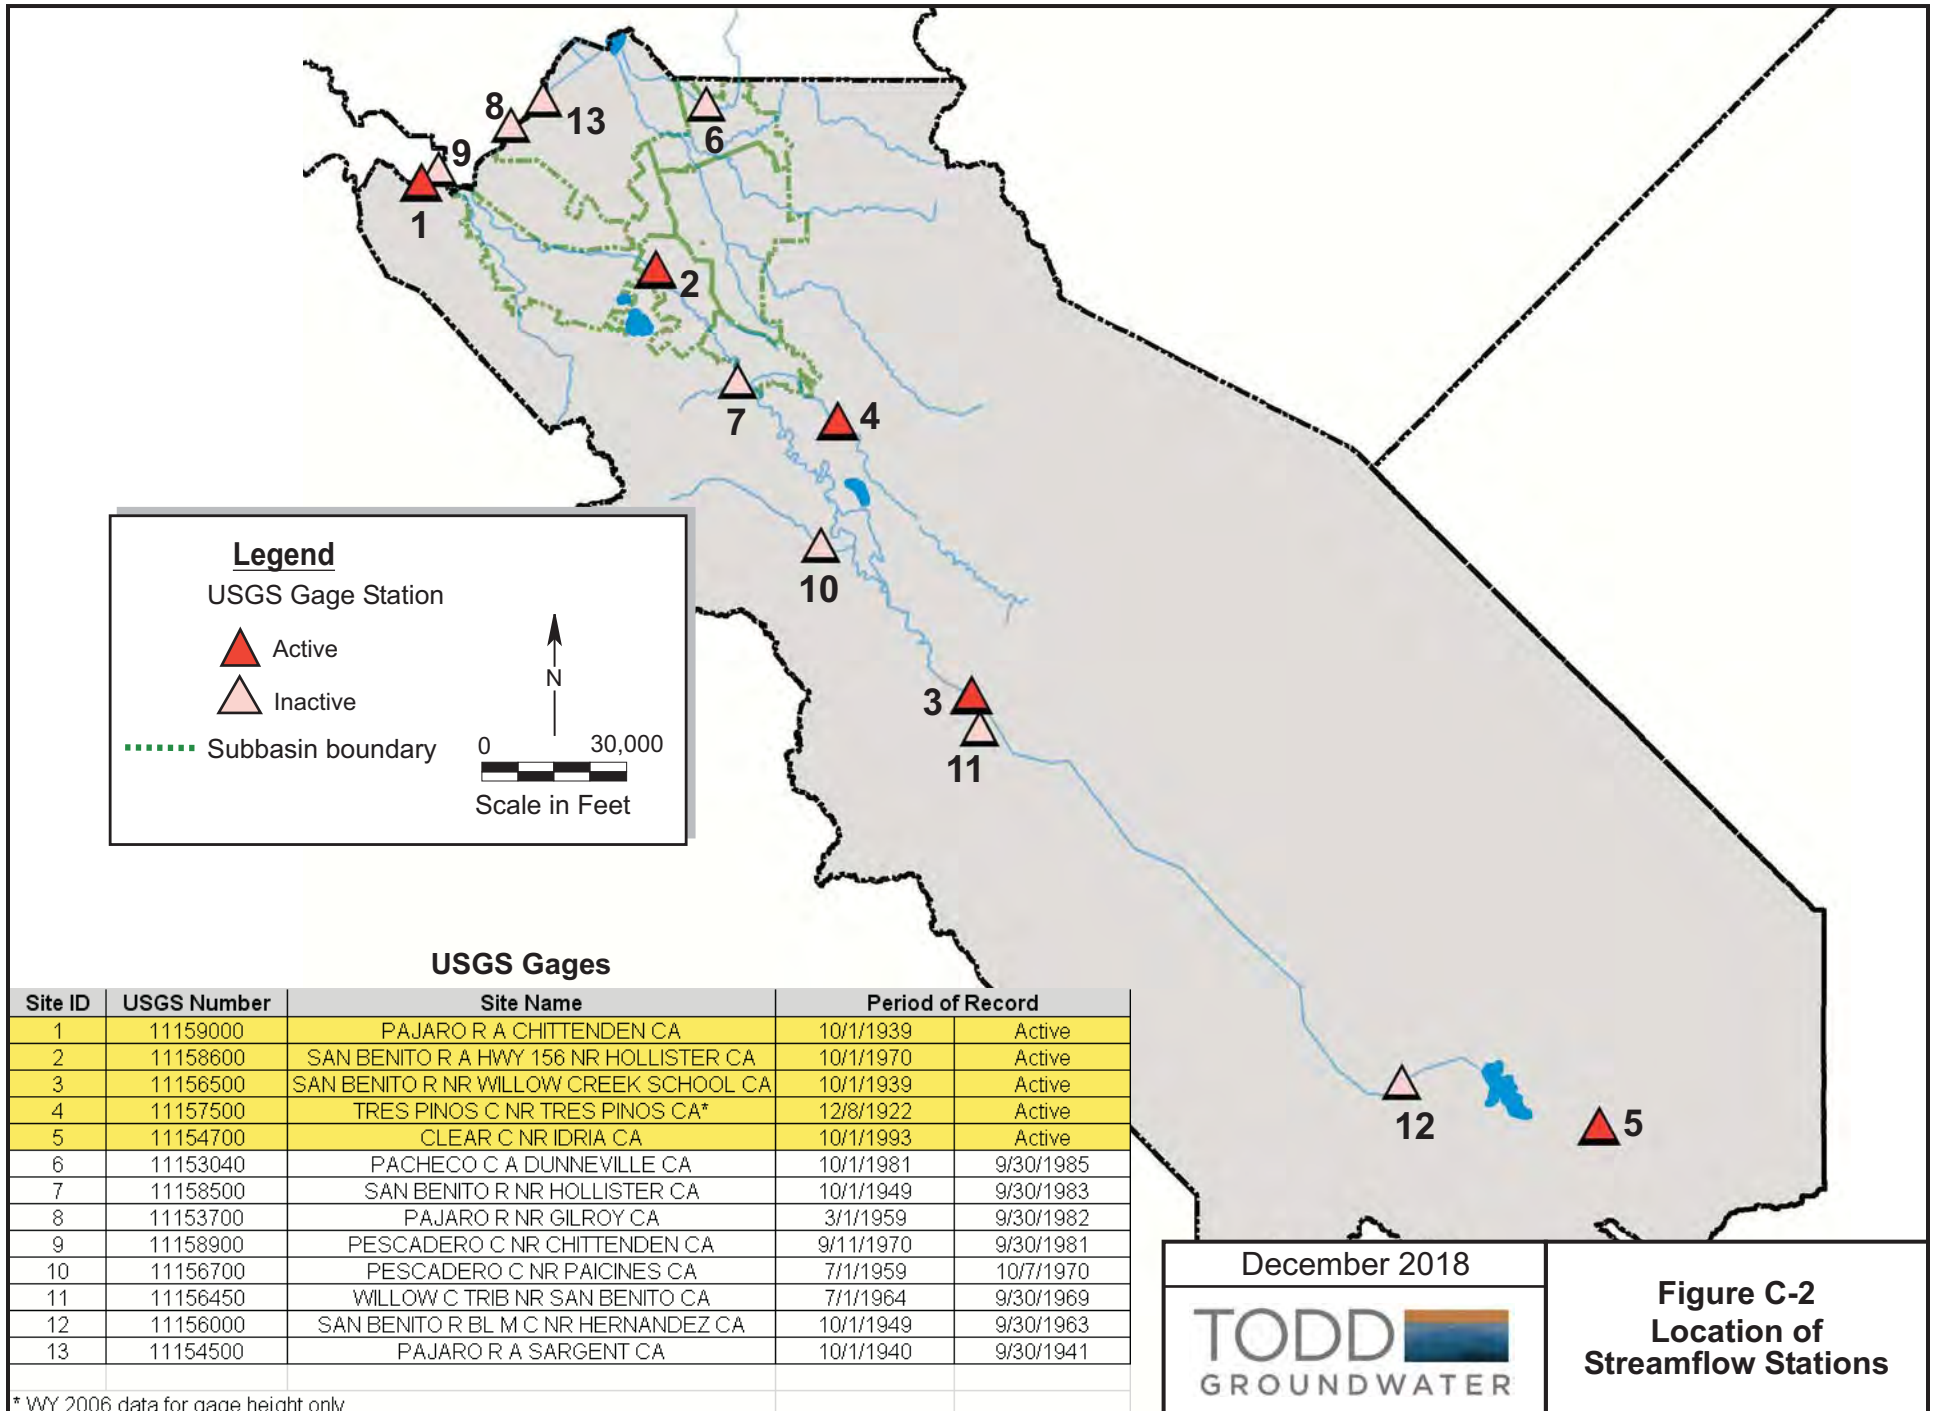 8
13
6
9
1
2
7
4
10
3
11
12
5
Legend
USGS Gage Station
Active
Inactive
Subbasin boundary
N
0 30,000
Scale in Feet
USGS Gages
Site ID USGS Number Site Name Period of Record
1 11159000 PAJARO R A CHITTENDEN CA 10/1/1939 Active
2 11158600 SAN BENITO R A HWY 156 NR HOLLISTER CA 10/1/1970 Active
3 11156500 SAN BENITO R NR WILLOW CREEK SCHOOL CA 10/1/1939 Active
4 11157500 TRES PINOS C NR TRES PINOS CA* 12/8/1922 Active
5 11154700 CLEAR C NR IDRIA CA 10/1/1993 Active
6 11153040 PACHECO C A DUNNEVILLE CA 10/1/1981 9/30/1985
7 11158500 SAN BENITO R NR HOLLISTER CA 10/1/1949 9/30/1983
8 11153700 PAJARO R NR GILROY CA 3/1/1959 9/30/1982
9 11158900 PESCADERO C NR CHITTENDEN CA 9/11/1970 9/30/1981
10 11156700 PESCADERO C NR PAICINES CA 7/1/1959 10/7/1970
11 11156450 WILLOW C TRIB NR SAN BENITO CA 7/1/1964 9/30/1969
12 11156000 SAN BENITO R BL M C NR HERNANDEZ CA 10/1/1949 9/30/1963
13 11154500 PAJARO R A SARGENT CA 10/1/1940 9/30/1941
* WY 2006 data for gage height only
December 2018
TODD
GROUNDWATER
Figure C-2
Location of
Streamflow Stations